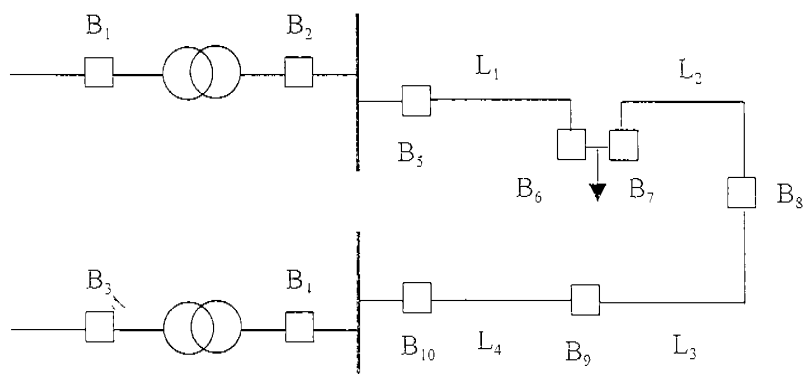 B₁
B₂
L₁
L₂
B₅
B₆
B₇
B₈
B₃
B₄
B₁₀
L₄
B₉
L₃